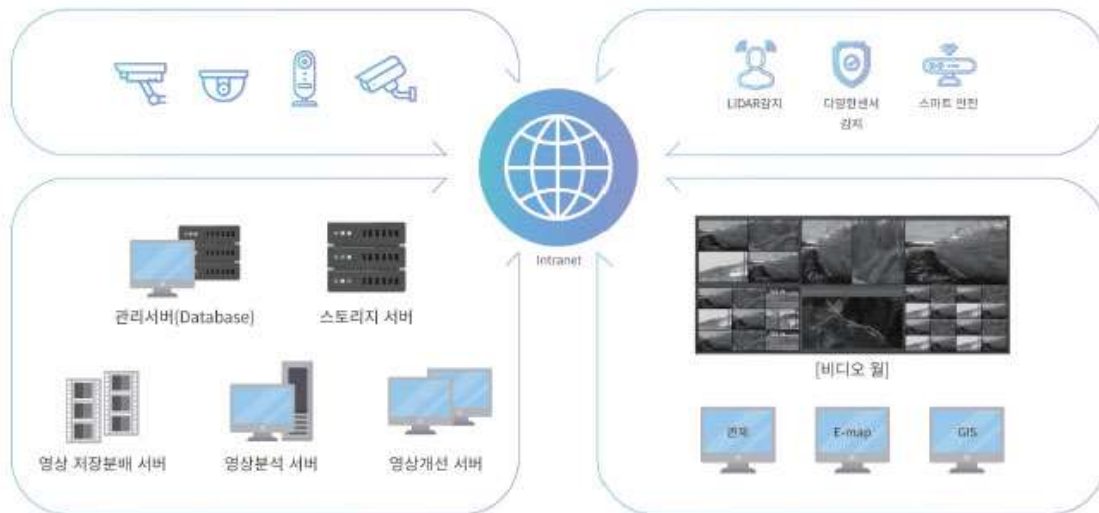 LiDAR감지
다양한센서
감지
스마트 안전
Intranet
관리서버(Database)
스토리지 서버
영상 저장분배 서버
영상분석 서버
영상개선 서버
[비디오 월]
관제
E-map
GIS